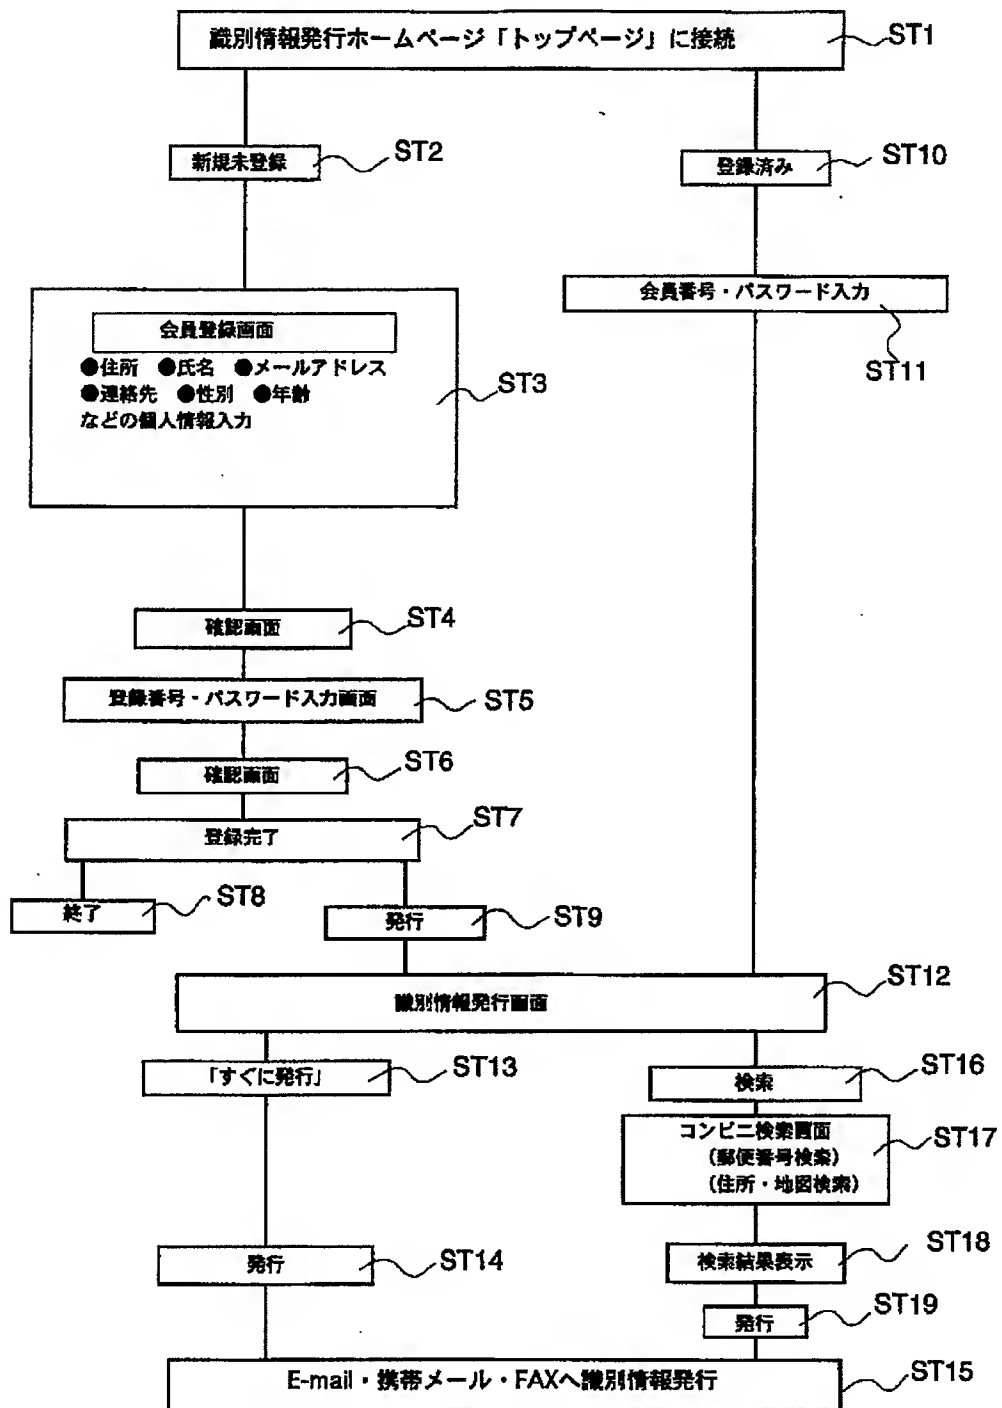 識別情報発行ホームページ「トップページ」に接続
ST1
新規未登録
ST2
登録済み
ST10
会員番号・パスワード入力
ST11
会員登録画面
●住所 ●氏名 ●メールアドレス
●連絡先 ●性別 ●年齢
などの個人情報入力
ST3
確認画面
ST4
登録番号・パスワード入力画面
ST5
確認画面
ST6
登録完了
ST7
終了
ST8
発行
ST9
識別情報発行画面
ST12
「すぐに発行」
ST13
検索
ST16
コンビニ検索画面
(郵便番号検索)
(住所・地図検索)
ST17
発行
ST14
検索結果表示
ST18
発行
ST19
E-mail・携帯メール・FAXへ識別情報発行
ST15